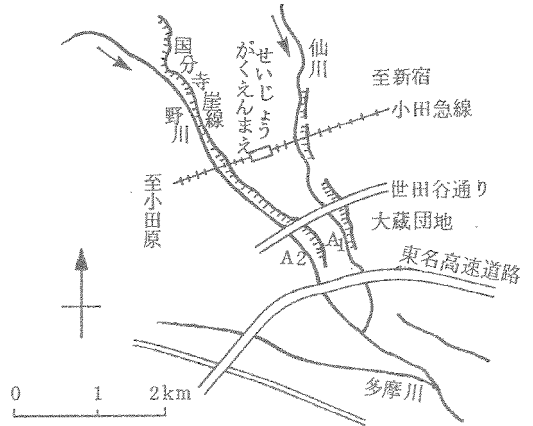 国分寺崖線
野川
せいじょう
がくえんまえ
仙川
至新宿
小田急線
至小田原
世田谷通り
大蔵団地
A1
A2
東名高速道路
多摩川
0 1 2km